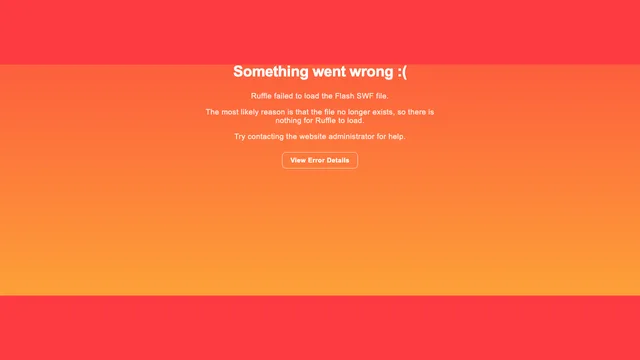 Something went wrong :(
Ruffle failed to load the Flash SWF file.
The most likely reason is that the file no longer exists, so there is
nothing for Ruffle to load.
Try contacting the website administrator for help.
View Error Details